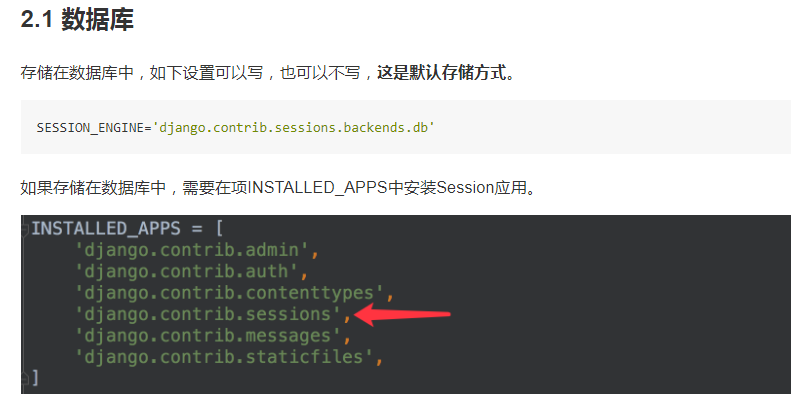 2.1 数据库
存储在数据库中，如下设置可以写，也可以不写，这是默认存储方式。
SESSION_ENGINE='django.contrib.sessions.backends.db'
如果存储在数据库中，需要在项INSTALLED_APPS中安装Session应用。
INSTALLED_APPS = [
    'django.contrib.admin',
    'django.contrib.auth',
    'django.contrib.contenttypes',
    'django.contrib.sessions',
    'django.contrib.messages',
    'django.contrib.staticfiles',
]